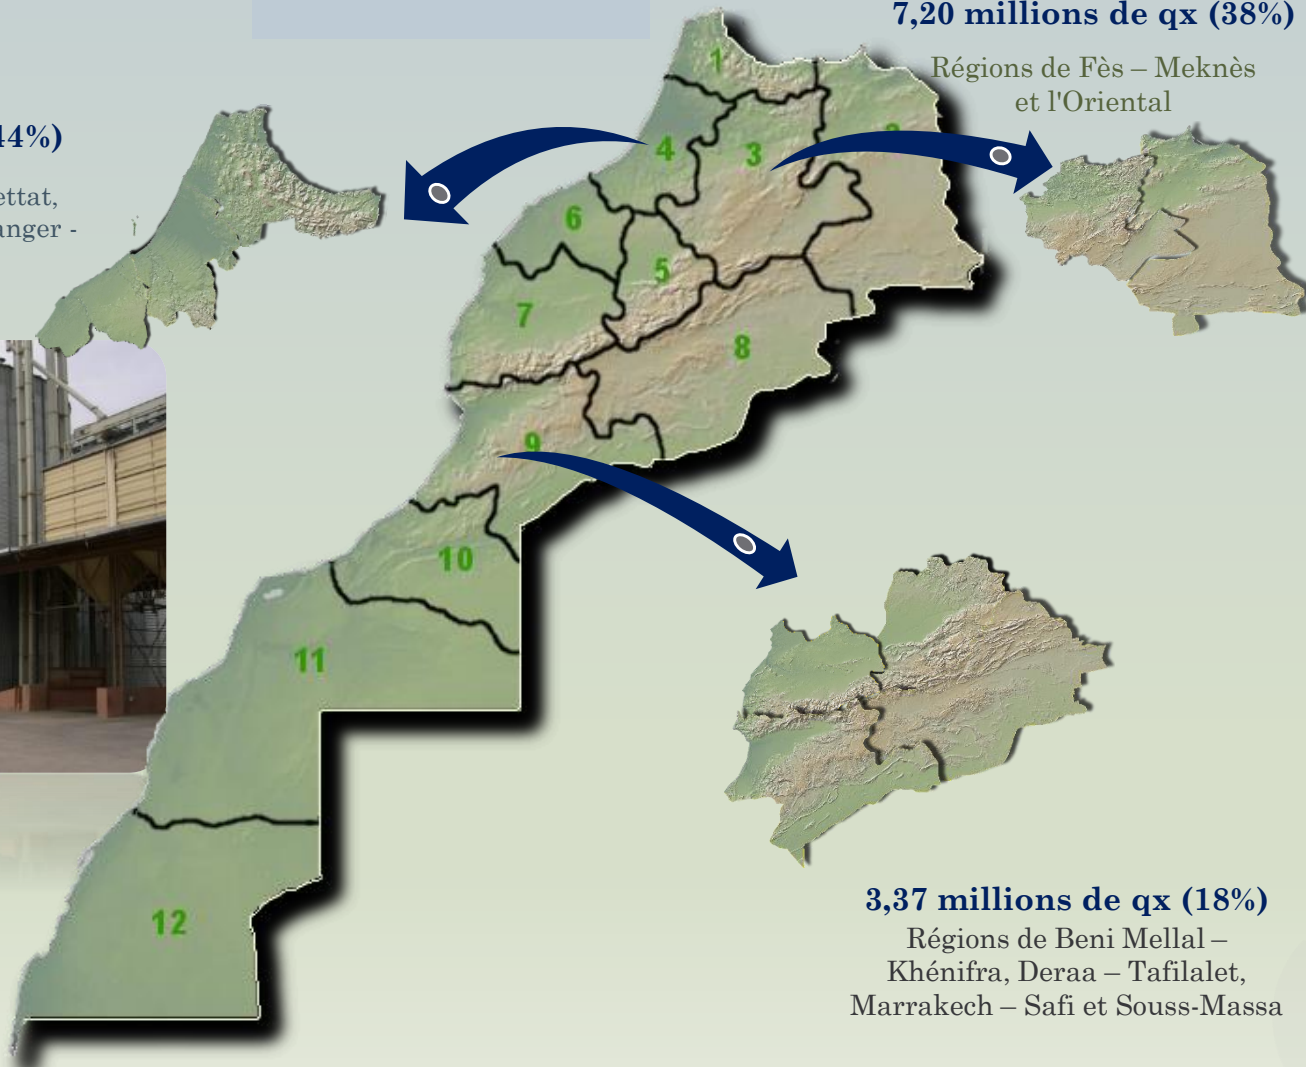 7,20 millions de qx (38%)
Régions de Fès – Meknès
et l'Oriental
44%)
ettat,
anger -
1
2
3
4
5
6
7
8
9
10
11
12
3,37 millions de qx (18%)
Régions de Beni Mellal –
Khénifra, Deraa – Tafilalet,
Marrakech – Safi et Souss-Massa